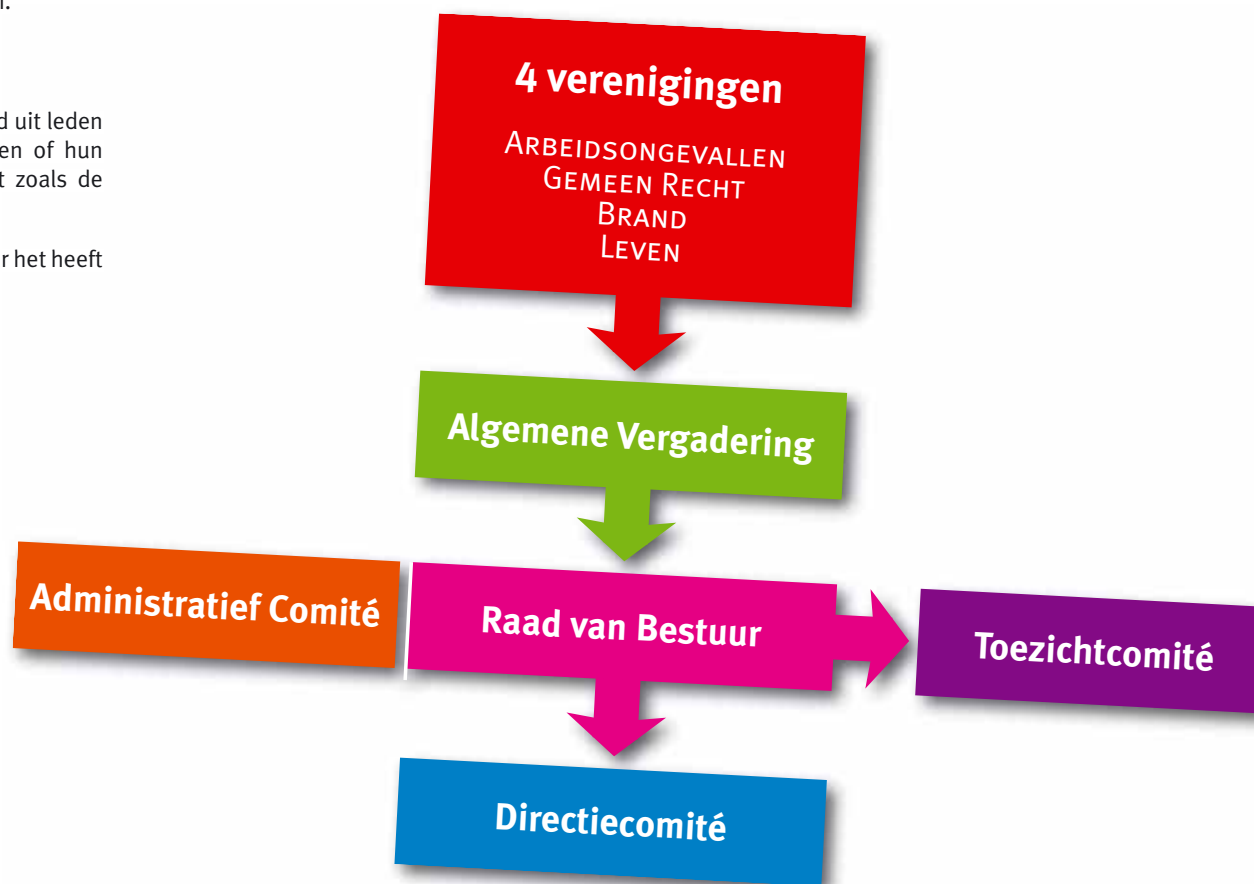 d uit leden
en of hun
t zoals de
r het heeft
4 verenigingen
Arbeidsongevallen
Gemeen Recht
Brand
Leven
Algemene Vergadering
Administratief Comité
Raad van Bestuur
Toezichtcomité
Directiecomité